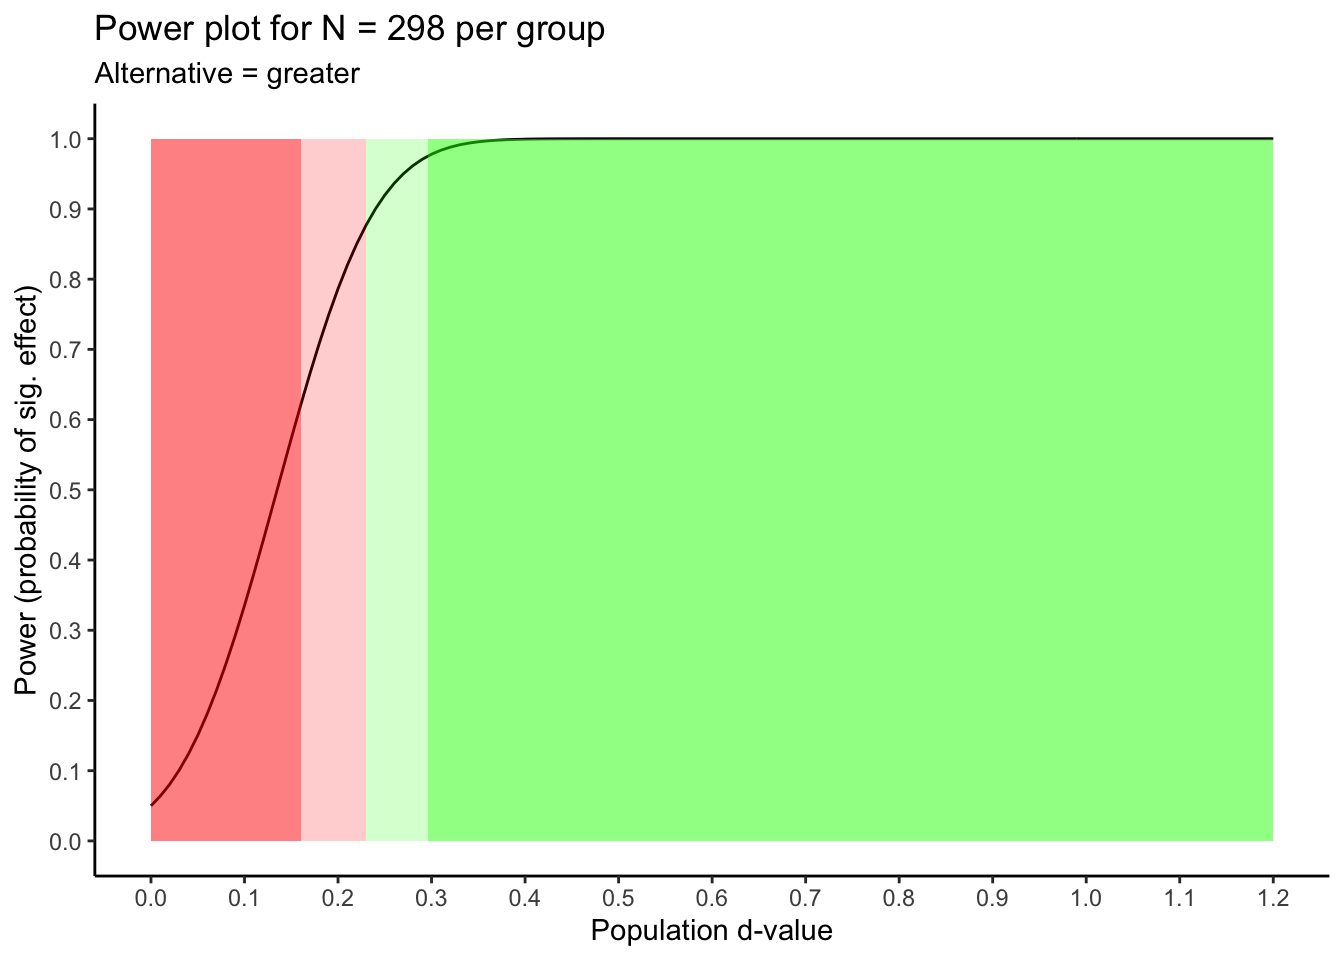 Power plot for N = 298 per group
Alternative = greater
Power (probability of sig. effect)
1.0
0.9
0.8
0.7
0.6
0.5
0.4
0.3
0.2
0.1
0.0
0.0 0.1 0.2 0.3 0.4 0.5 0.6 0.7 0.8 0.9 1.0 1.1 1.2
Population d-value